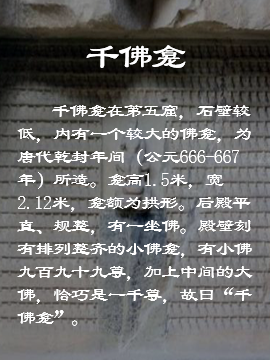 千佛龛
千佛龛在第五窟，石壁较
低，内有一个较大的佛龛，为
唐代乾封年间（公元666-667
年）所造。龛高1.5米，宽
2.12米，龛额为拱形。后殿平
直、规整，有一坐佛。殿壁刻
有排列整齐的小佛龛，有小佛
九百九十九尊，加上中间的大
佛，恰巧是一千尊，故曰“千
佛龛”。